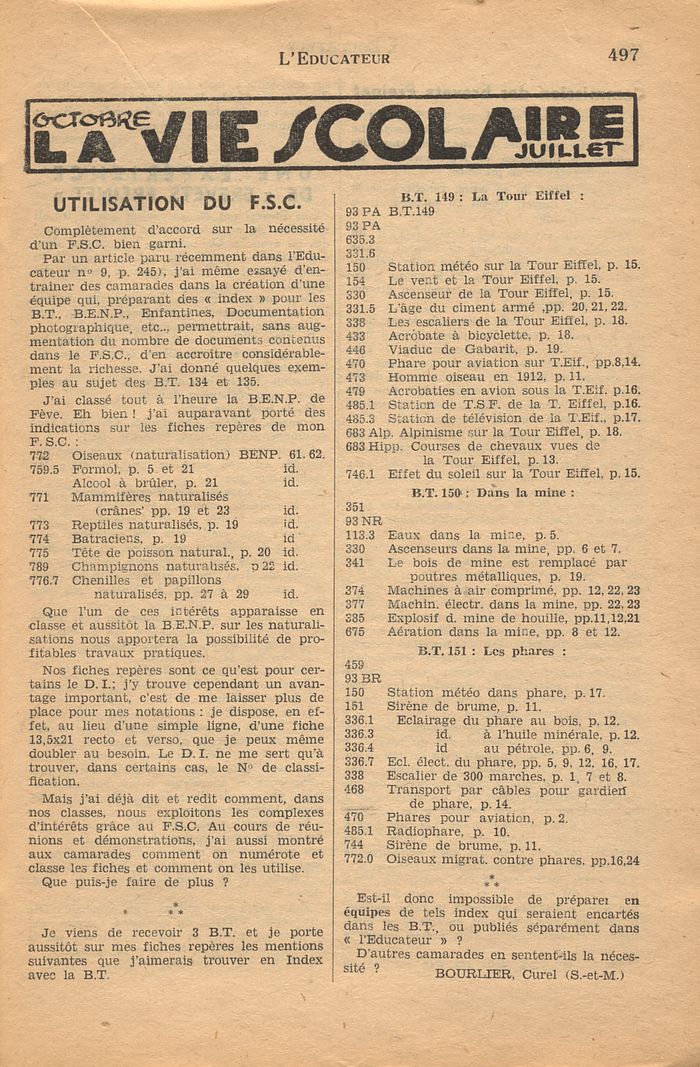 L'EDUCATEUR
497
OCTOBRE
LA VIE SCOLAIRE
JUILLET
UTILISATION DU F.S.C.
Complètement d'accord sur la nécessité
d'un F.S.C. bien garni.
Par un article paru récemment dans l'Edu-
cateur nº 9, p. 245), j'ai même essayé d'en-
traîner des camarades dans la création d'une
équipe qui, préparant des « index » pour les
B.T., B.E.N.P., Enfantines, Documentation
photographique, etc.., permettrait, sans aug-
mentation du nombre de documents contenus
dans le F.S.C., d'en accroître considérable-
ment la richesse. J'ai donné quelques exem-
ples au sujet des B.T. 134 et 135.
J'ai classé tout à l'heure la B.E.N.P. de
Fève. Eh bien ! j'ai auparavant porté des
indications sur les fiches repères de mon
F. S.C. :
772 Oiseaux (naturalisation) BENP. 61. 62.
759.5 Formol, p. 5 et 21 id.
Alcool à brûler, p. 21 id.
771 Mammifères naturalisés
(crânes' pp. 19 et 23 id.
773 Reptiles naturalisés, p. 19 id.
774 Batraciens, p. 19 id
775 Tête de poisson natural., p. 20 id.
789 Champignons naturalisés, p 22 id.
776.7 Chenilles et papillons
naturalisés, pp. 27 à 29 id.
Que l'un de ces intérêts apparaisse en
classe et aussitôt la B.E.N.P. sur les naturali-
sations nous apportera la possibilité de pro-
fitables travaux pratiques.
Nos fiches repères sont ce qu'est pour cer-
tains le D. I.; j'y trouve cependant un avan-
tage important, c'est de me laisser plus de
place pour mes notations : je dispose, en ef-
fet, au lieu d'une simple ligne, d'une fiche
13,5x21 recto et verso, que je peux même
doubler au besoin. Le D. I. ne me sert qu'à
trouver, dans certains cas, le Nº de classi-
fication.
Mais j'ai déjà dit et redit comment, dans
nos classes, nous exploitons les complexes
d'intérêts grâce au F.S.C. Au cours de réu-
nions et démonstrations, j'ai aussi montré
aux camarades comment on numérote et
classe les fiches et comment on les utilise.
Que puis-je faire de plus ?
* * * *
Je viens de recevoir 3 B.T. et je porte
aussitôt sur mes fiches repères les mentions
suivantes que j'aimerais trouver en Index
avec la B.T.
B.T. 149 : La Tour Eiffel :
93 PA B.T.149
93 PA
635.3
331.6
150 Station météo sur la Tour Eiffel, p. 15.
154 Le vent et la Tour Eiffel, p. 15.
330 Ascenseur de la Tour Eiffel, p. 15.
331.5 L'âge du ciment armé ,pp. 20, 21, 22.
338 Les escaliers de la Tour Eiffel, p. 18.
433 Acrobate à bicyclette, p. 18.
446 Viaduc de Gabarit, p. 19.
470 Phare pour aviation sur T.Eif., pp.8,14.
473 Homme oiseau en 1912, p. 11.
479 Acrobaties en avion sous la T.Eif. p.16.
485.1 Station de T.S.F. de la T. Eiffel, p.16.
485.3 Station de télévision de la T.Eif., p.17.
683 Alp. Alpinisme sur la Tour Eiffel, p. 18.
683 Hipp. Courses de chevaux vues de
la Tour Eiffel, p. 13.
746.1 Effet du soleil sur la Tour Eiffel, p. 15.
B.T. 150 : Dans la mine :
351
93 NR
113.3 Eaux dans la mine, p. 5.
330 Ascenseurs dans la mine, pp. 6 et 7.
341 Le bois de mine est remplacé par
poutres métalliques, p. 19.
374 Machines à air comprimé, pp. 12, 22, 23
377 Machin. électr. dans la mine, pp. 22, 23
385 Explosif d. mine de houille, pp.11,12,21
675 Aération dans la mine, pp. 8 et 12.
B.T. 151 : Les phares :
459
93 BR
150 Station météo dans phare, p. 17.
151 Sirène de brume, p. 11.
336.1 Eclairage du phare au bois, p. 12.
336.3 id. à l'huile minérale, p. 12.
336.4 id au pétrole, pp. 6, 9.
336.7 Ecl. élect. du phare, pp. 5, 9, 12, 16, 17.
338 Escalier de 300 marches, p. 1, 7 et 8.
468 Transport par câbles pour gardien
de phare, p. 14.
470 Phares pour aviation, p. 2.
485.1 Radiophare, p. 10.
744 Sirène de brume, p. 11.
772.0 Oiseaux migrat. contre phares, pp.16,24
* * *
Est-il donc impossible de préparer en
équipes de tels index qui seraient encartés
dans les B.T., ou publiés séparément dans
« l'Educateur » ?
D'autres camarades en sentent-ils la néces-
sité ?
BOURLIER, Curel (S.-et-M.)